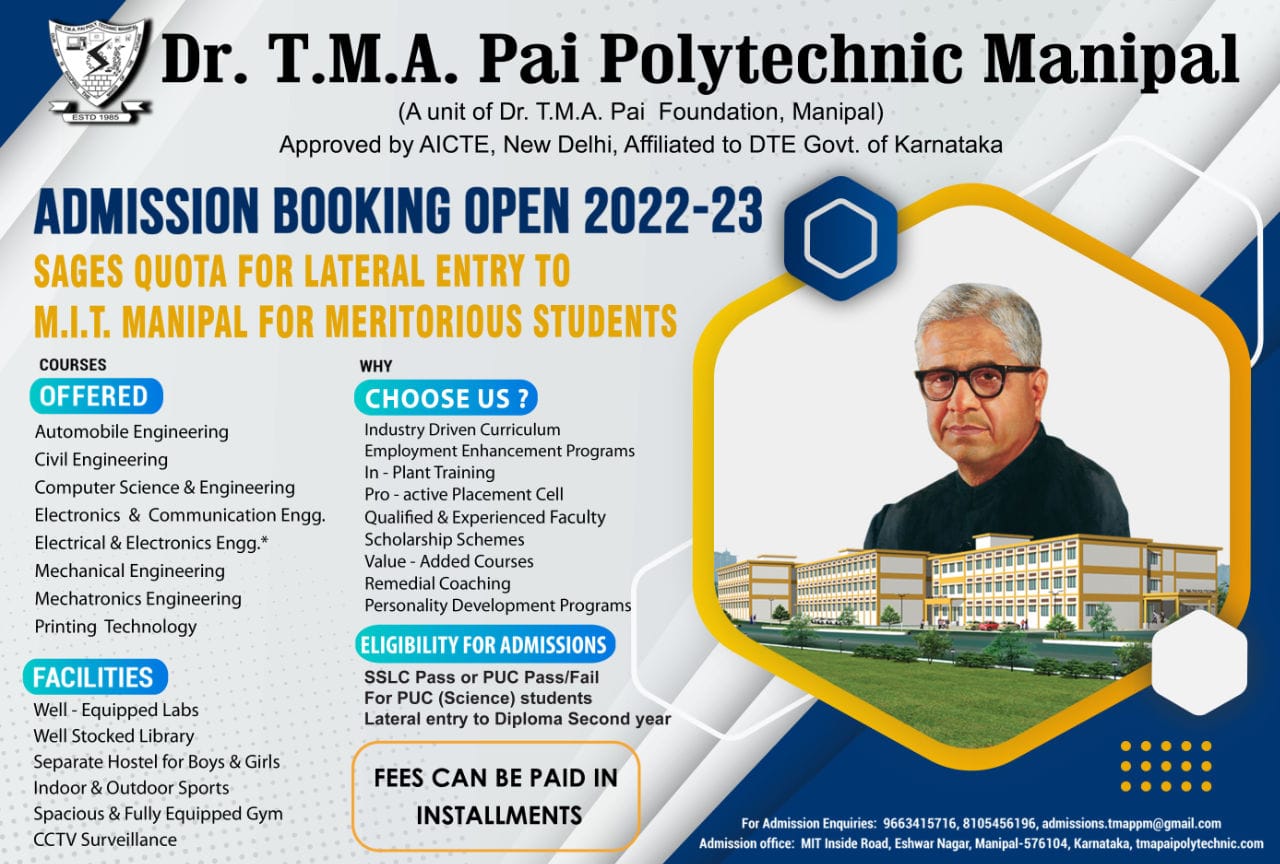 Dr. T.M.A. Pai Polytechnic Manipal
ESTD 1985
(A unit of Dr. T.M.A. Pai Foundation, Manipal)
Approved by AICTE, New Delhi, Affiliated to DTE Govt. of Karnataka
ADMISSION BOOKING OPEN 2022-23
SAGES QUOTA FOR LATERAL ENTRY TO
M.I.T. MANIPAL FOR MERITORIOUS STUDENTS
COURSES
OFFERED
Automobile Engineering
Civil Engineering
Computer Science & Engineering
Electronics & Communication Engg.
Electrical & Electronics Engg.*
Mechanical Engineering
Mechatronics Engineering
Printing Technology
FACILITIES
Well - Equipped Labs
Well Stocked Library
Separate Hostel for Boys & Girls
Indoor & Outdoor Sports
Spacious & Fully Equipped Gym
CCTV Surveillance
WHY
CHOOSE US ?
Industry Driven Curriculum
Employment Enhancement Programs
In - Plant Training
Pro - active Placement Cell
Qualified & Experienced Faculty
Scholarship Schemes
Value - Added Courses
Remedial Coaching
Personality Development Programs
ELIGIBILITY FOR ADMISSIONS
SSLC Pass or PUC Pass/Fail
For PUC (Science) students
Lateral entry to Diploma Second year
FEES CAN BE PAID IN
INSTALLMENTS
For Admission Enquiries: 9663415716, 8105456196, admissions.tmappm@gmail.com
Admission office: MIT Inside Road, Eshwar Nagar, Manipal-576104, Karnataka, tmapaipolytechnic.com